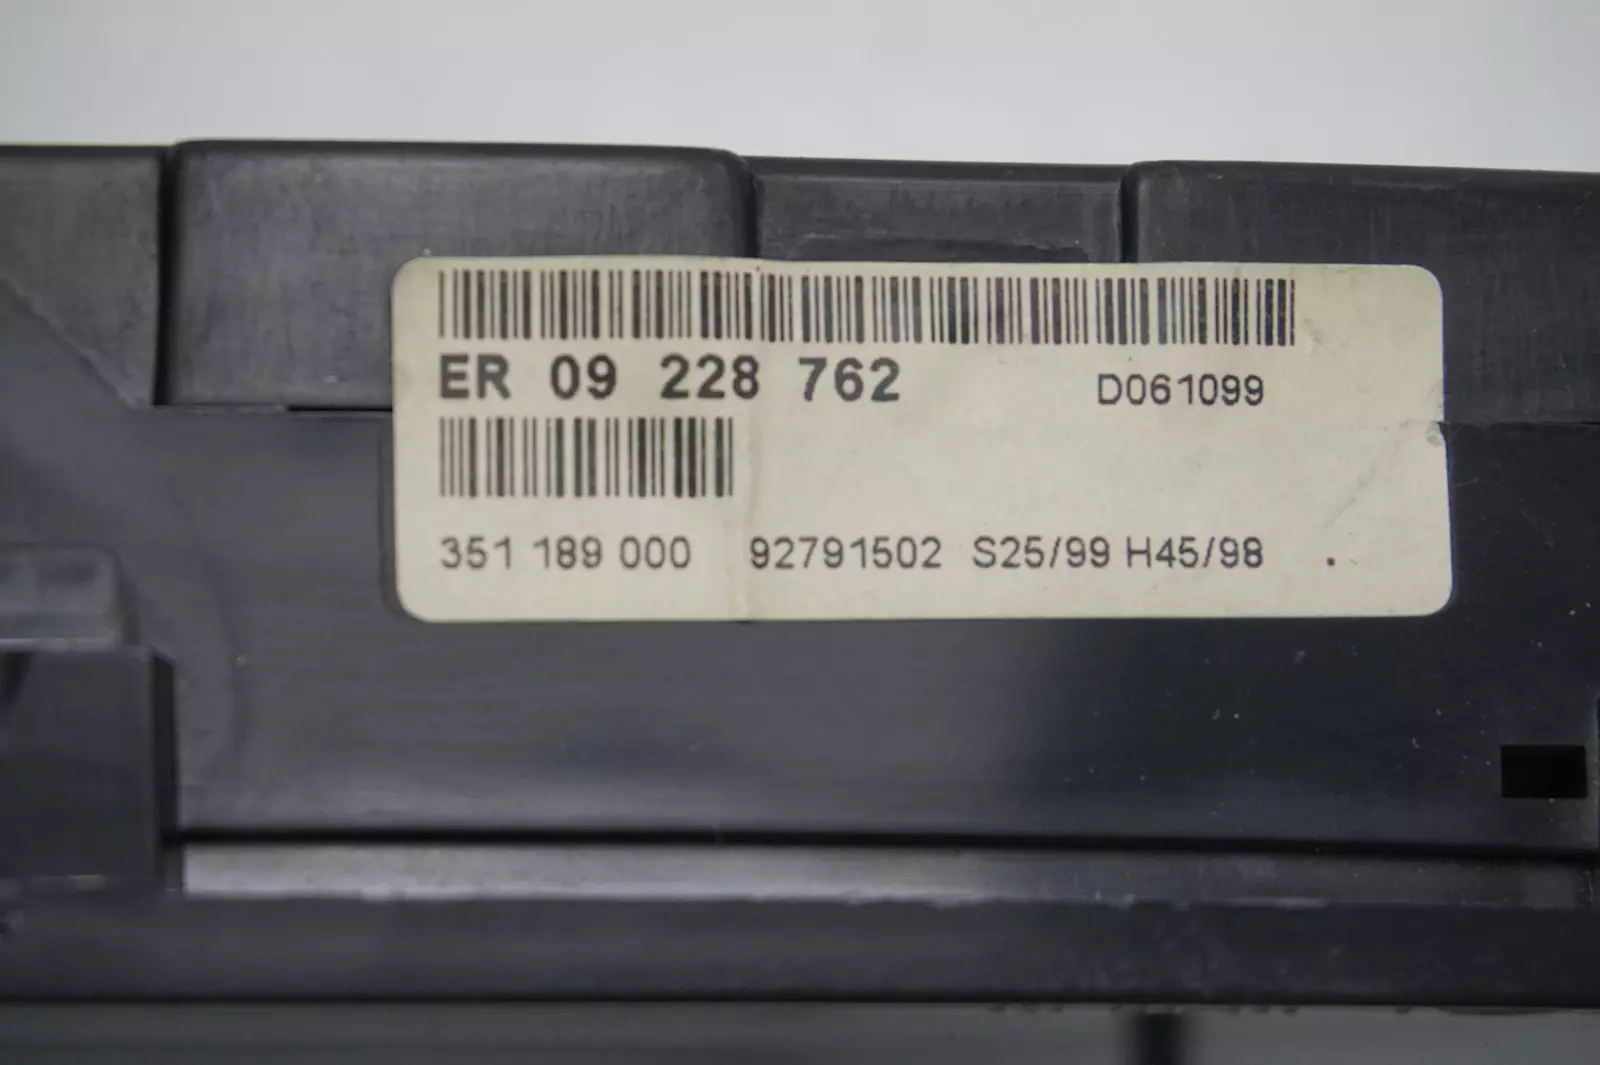 ER 09 228 762 D061099
351 189 000 92791502 S25/99 H45/98 .